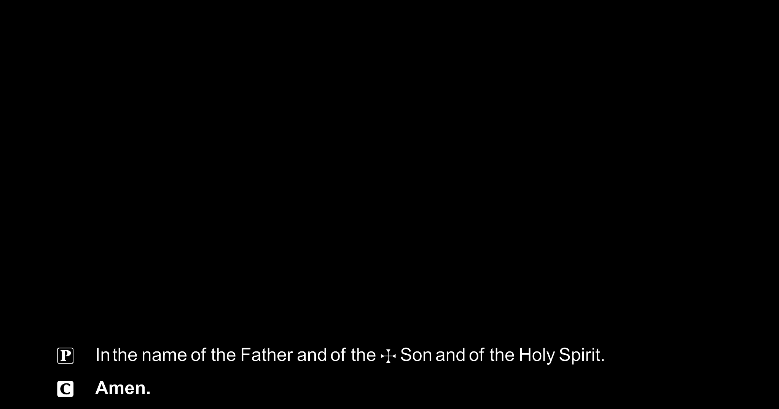 P In the name of the Father and of the ☩ Son and of the Holy Spirit.
C Amen.